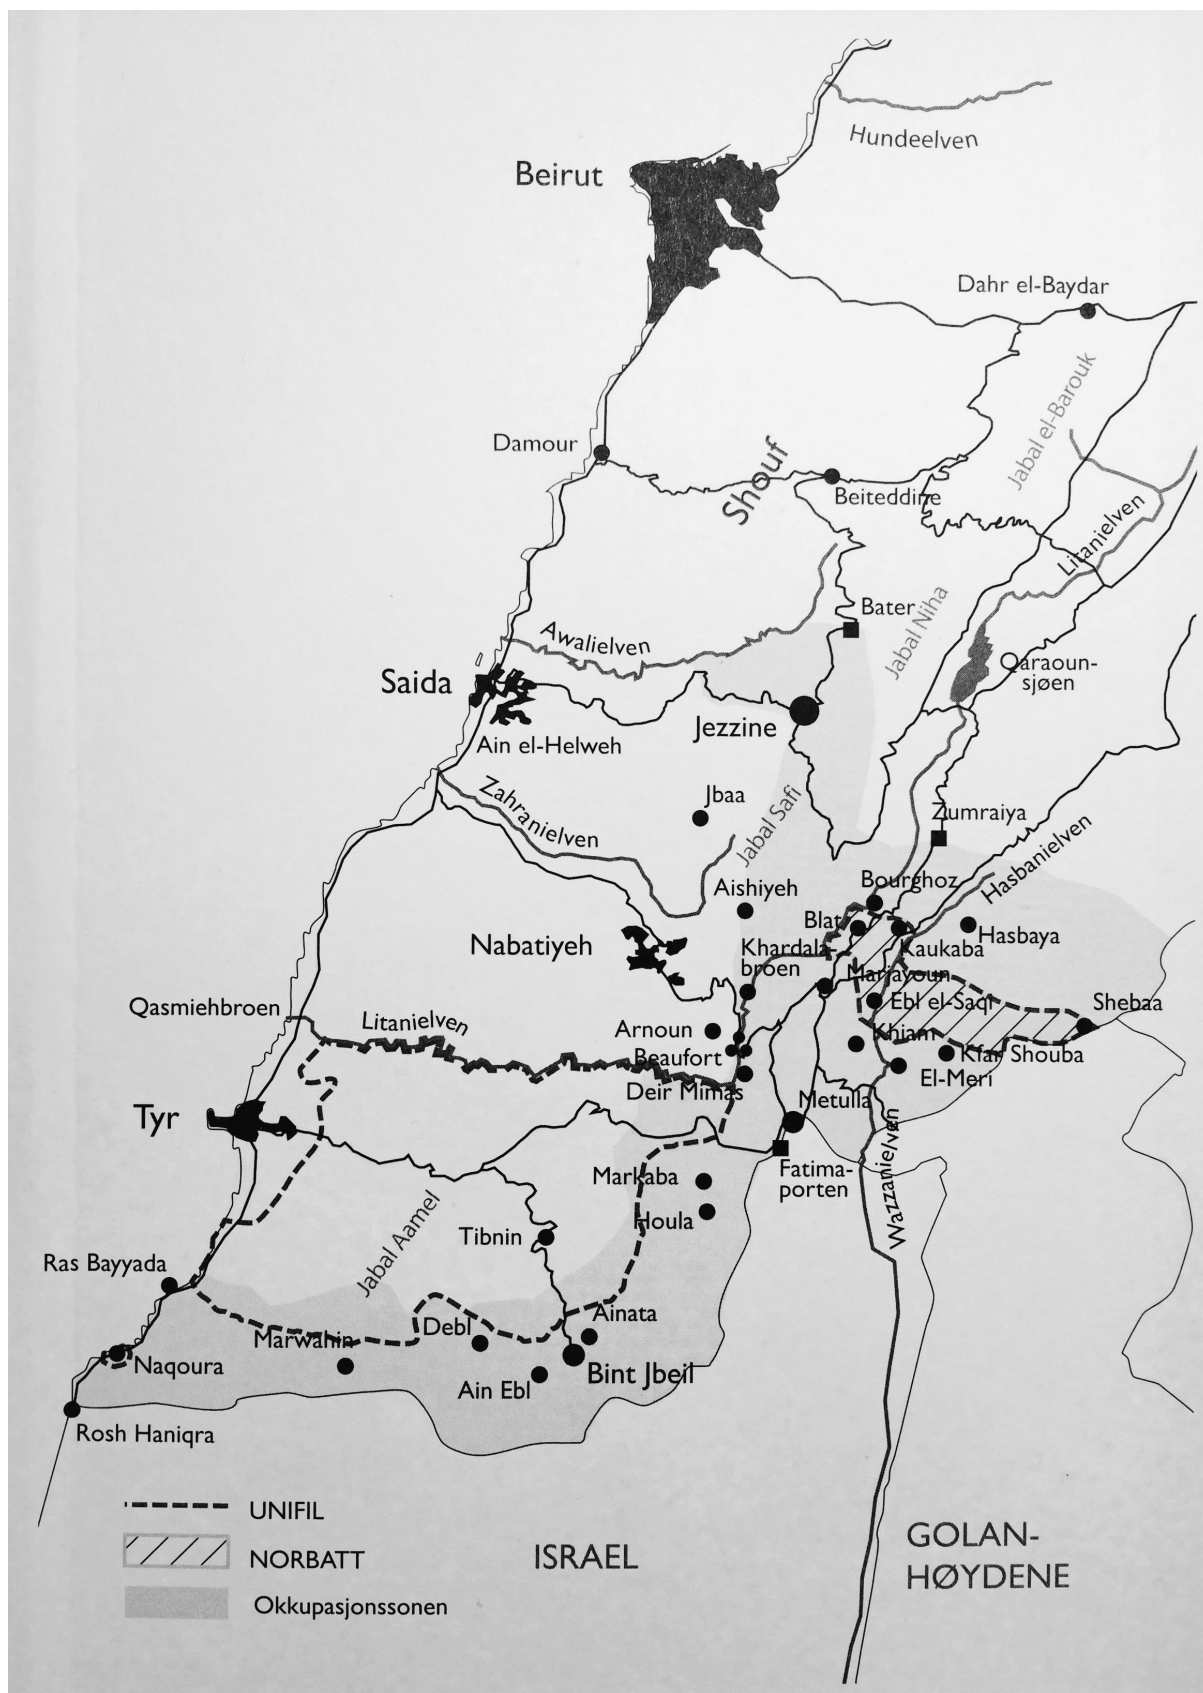 Hundeelven
Beirut
Dahr el-Baydar
Jabal el-Barouk
Damour
Shouf
Beiteddine
Litanielven
Bater
Awalielven
Jabal Niha
Qaraoun-
sjøen
Saida
Jezzine
Ain el-Helweh
Zahranielven
Jbaa
Jabal Safi
Zumraiya
Hasbanielven
Aishiyeh
Bourghoz
Blat
Nabatiyeh
Khardala-
broen
Kaukaba
Hasbaya
Marjayoun
Ebl el-Saqi
Shebaa
Qasmiehbroen
Litanielven
Arnoun
Khiam
Beaufort
Kfar Shouba
El-Meri
Deir Mimas
Metulla
Tyr
Wazzanielven
Markaba
Fatima-
porten
Houla
Jabal Aamel
Tibnin
Ras Bayyada
Ainata
Debl
Marwahin
Naqoura
Bint Jbeil
Ain Ebl
Rosh Haniqra
UNIFIL
NORBATT
Okkupasjonssonen
ISRAEL
GOLAN-
HØYDENE